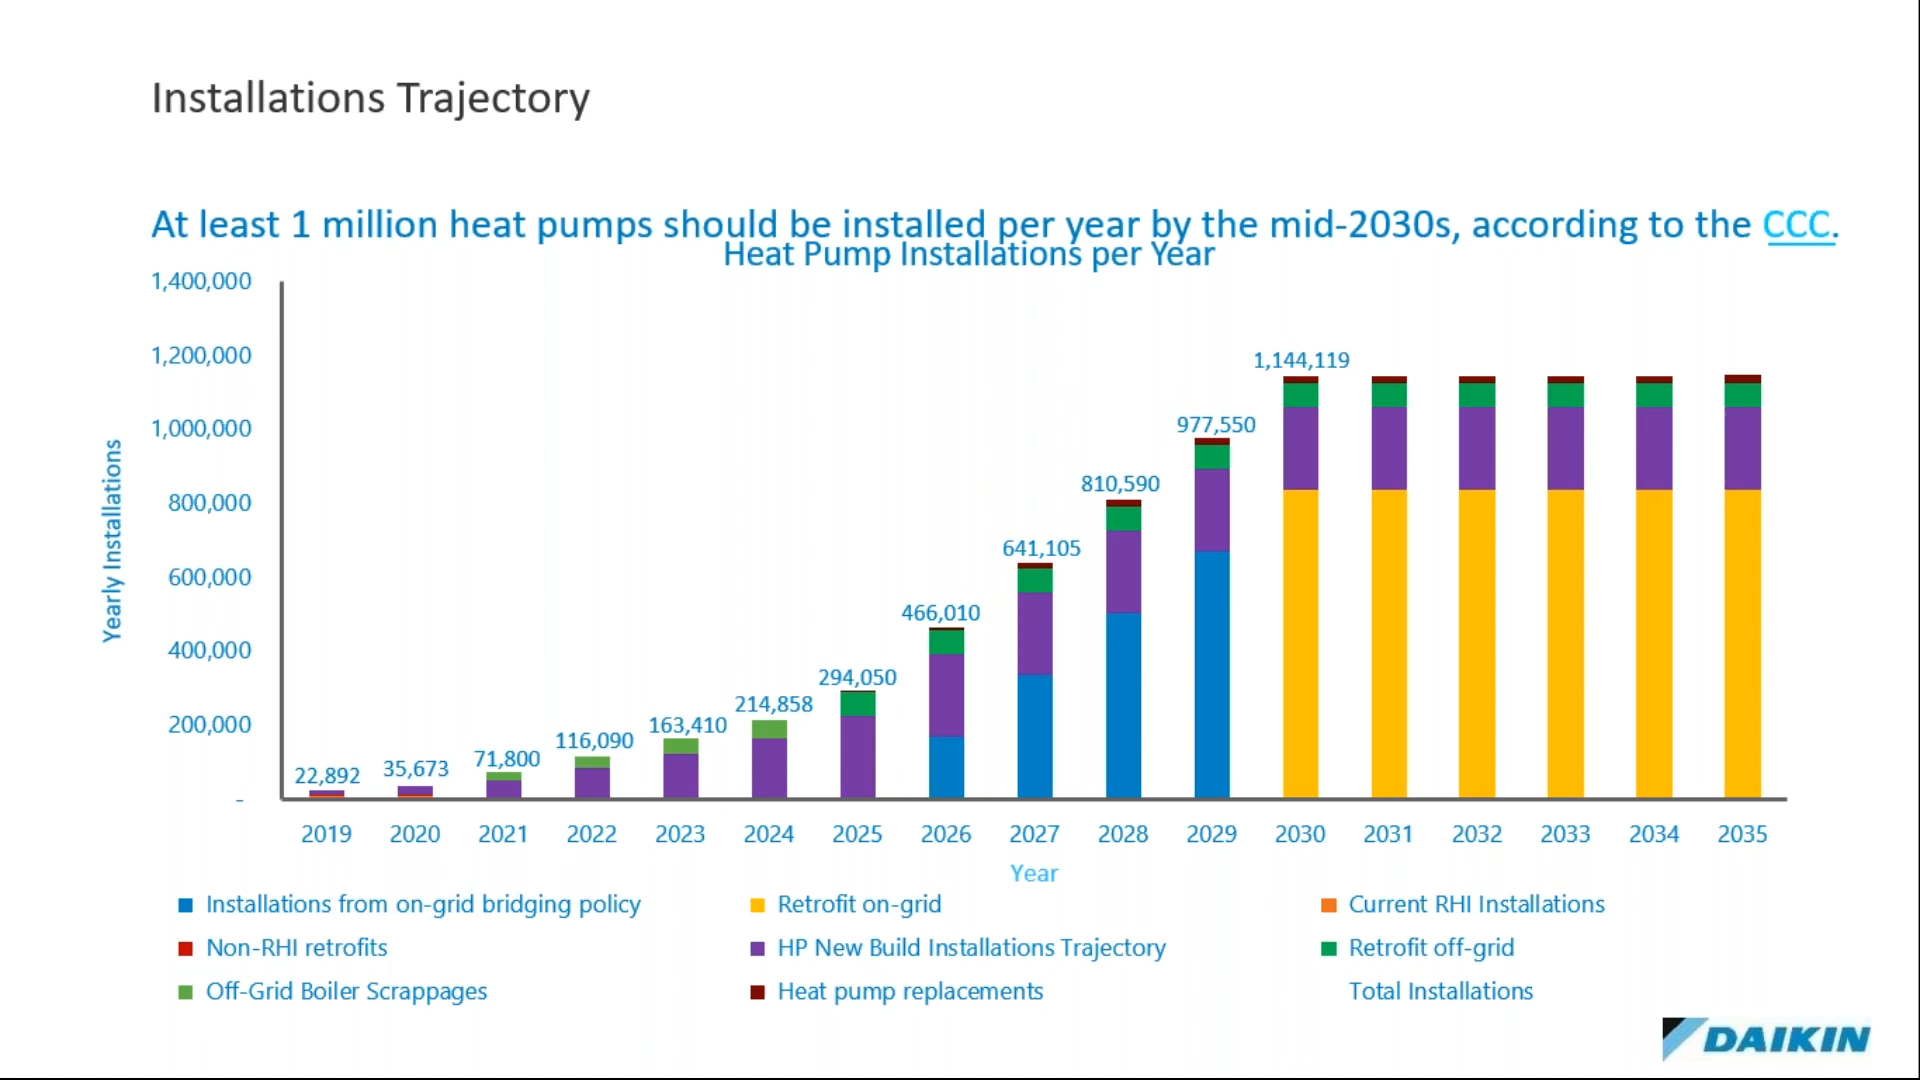 Installations Trajectory
At least 1 million heat pumps should be installed per year by the mid-2030s, according to the CCC.
Heat Pump Installations per Year
1,400,000
1,200,000
1,000,000
800,000
600,000
400,000
200,000
-
Yearly Installations
22,892
35,673
71,800
116,090
163,410
214,858
294,050
466,010
641,105
810,590
977,550
1,144,119
2019 2020 2021 2022 2023 2024 2025 2026 2027 2028 2029 2030 2031 2032 2033 2034 2035
Year
Installations from on-grid bridging policy Retrofit on-grid Current RHI Installations
Non-RHI retrofits HP New Build Installations Trajectory Retrofit off-grid
Off-Grid Boiler Scrappages Heat pump replacements Total Installations
DAIKIN